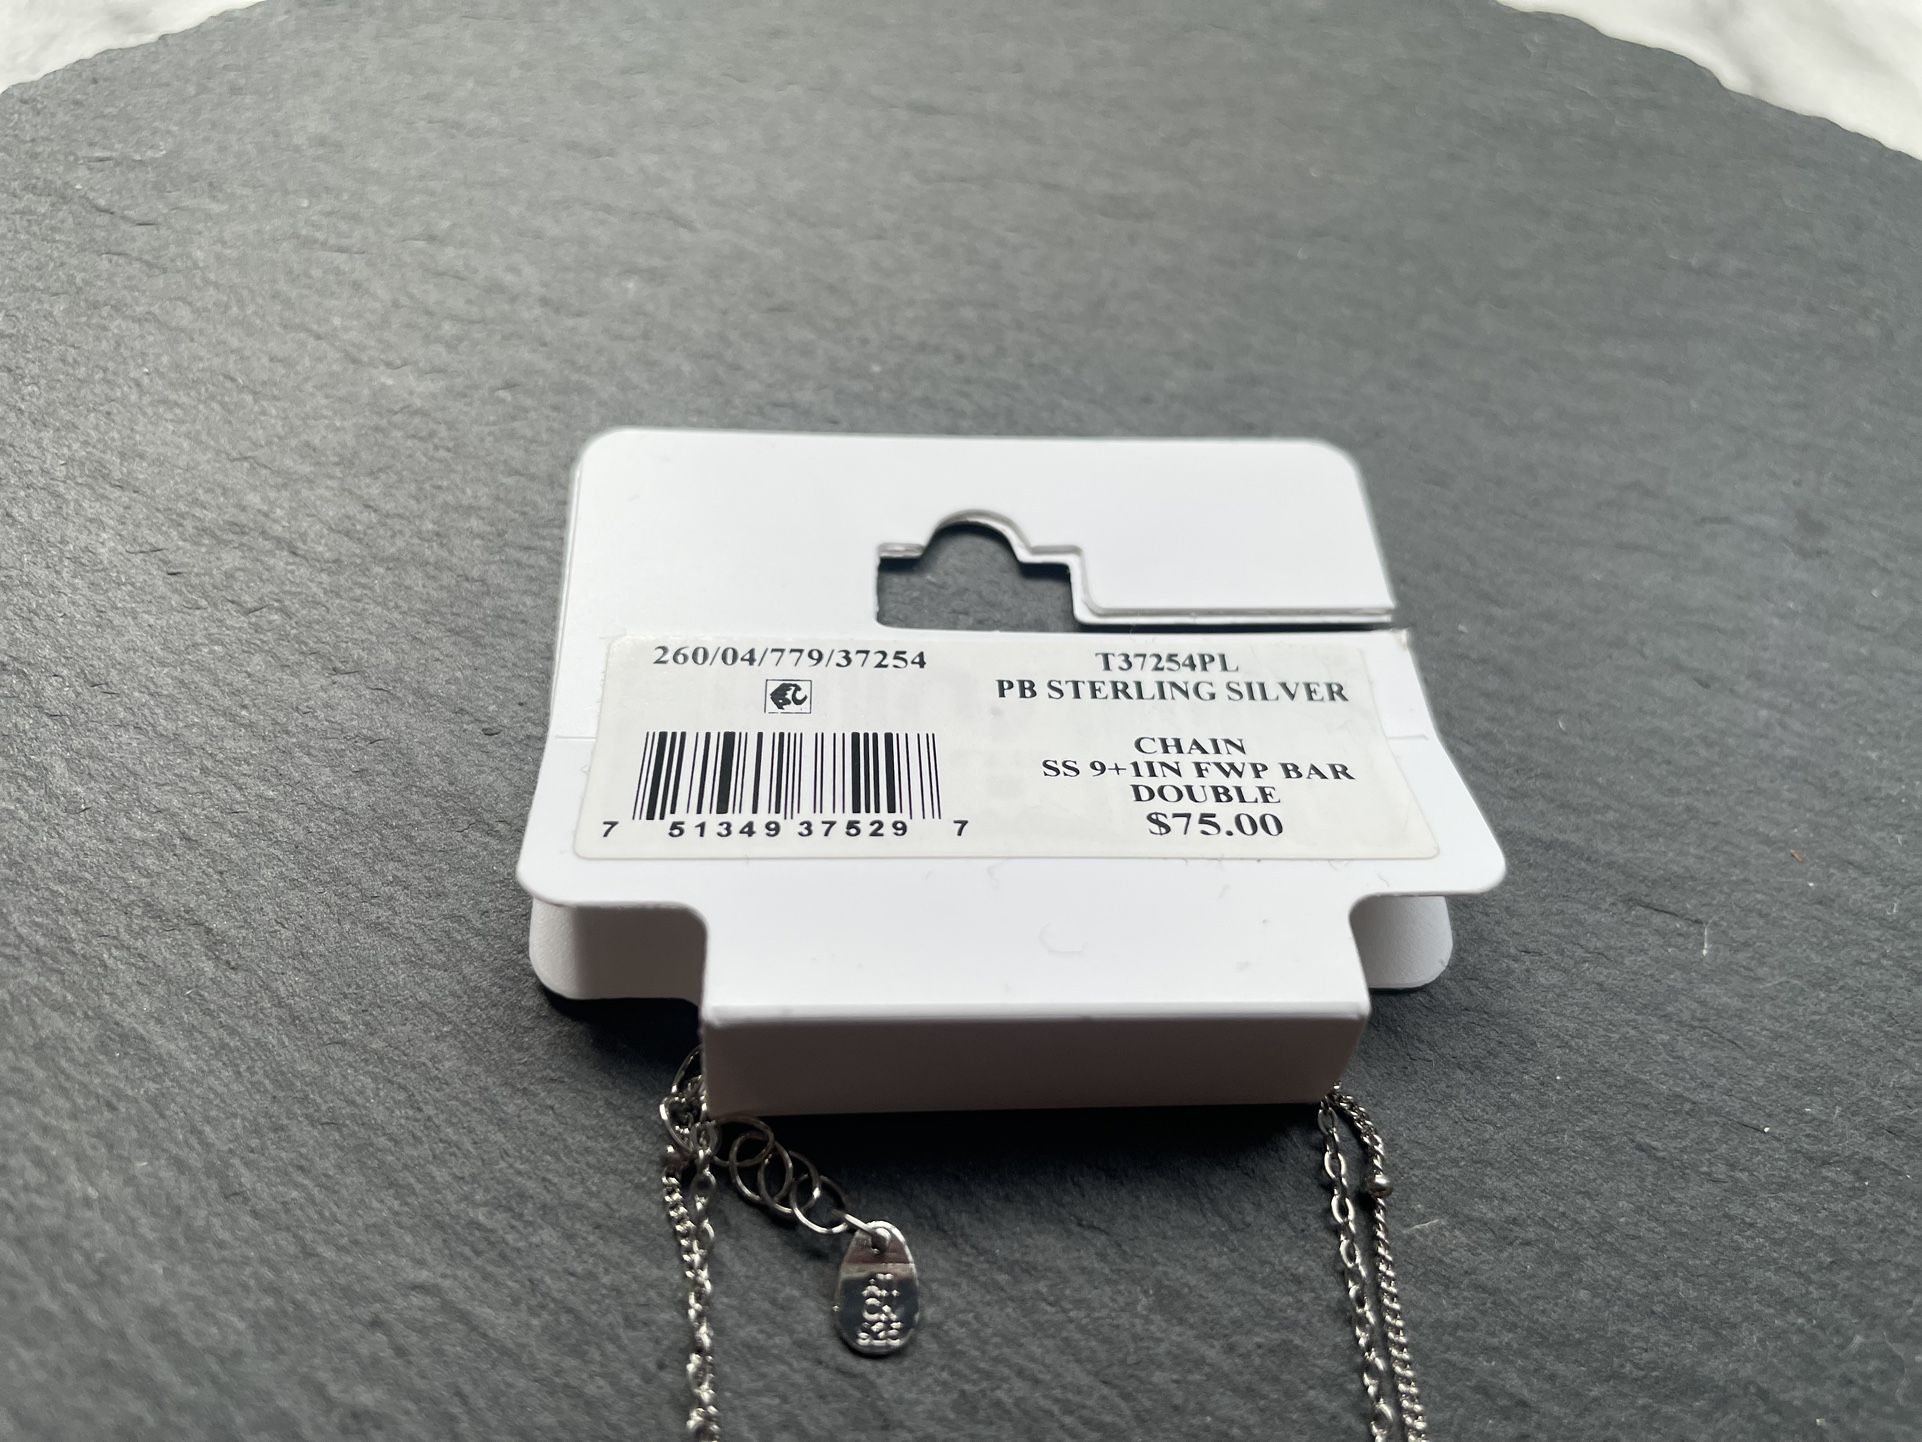 260/04/779/37254
7 51349 37529 7
T37254PL
PB STERLING SILVER
CHAIN
SS 9+1IN FWP BAR
DOUBLE
$75.00